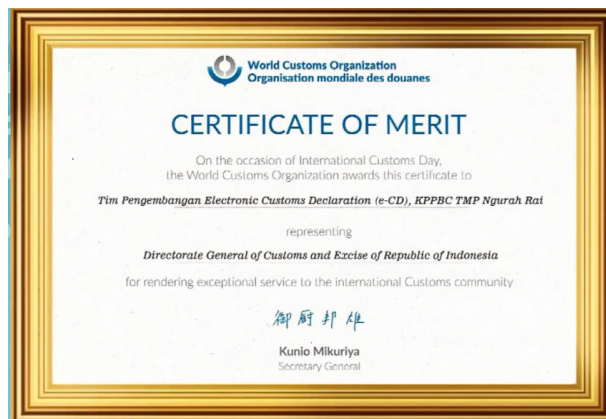 World Customs Organization
Organisation mondiale des douanes
CERTIFICATE OF MERIT
On the occasion of International Customs Day,
the World Customs Organization awards this certificate to
Tim Pengembangan Electronic Customs Declaration (e-CD), KPPBC TMP Ngurah Rai
representing
Directorate General of Customs and Excise of Republic of Indonesia
for rendering exceptional service to the international Customs community
御厨邦雄
Kunio Mikuriya
Secretary General